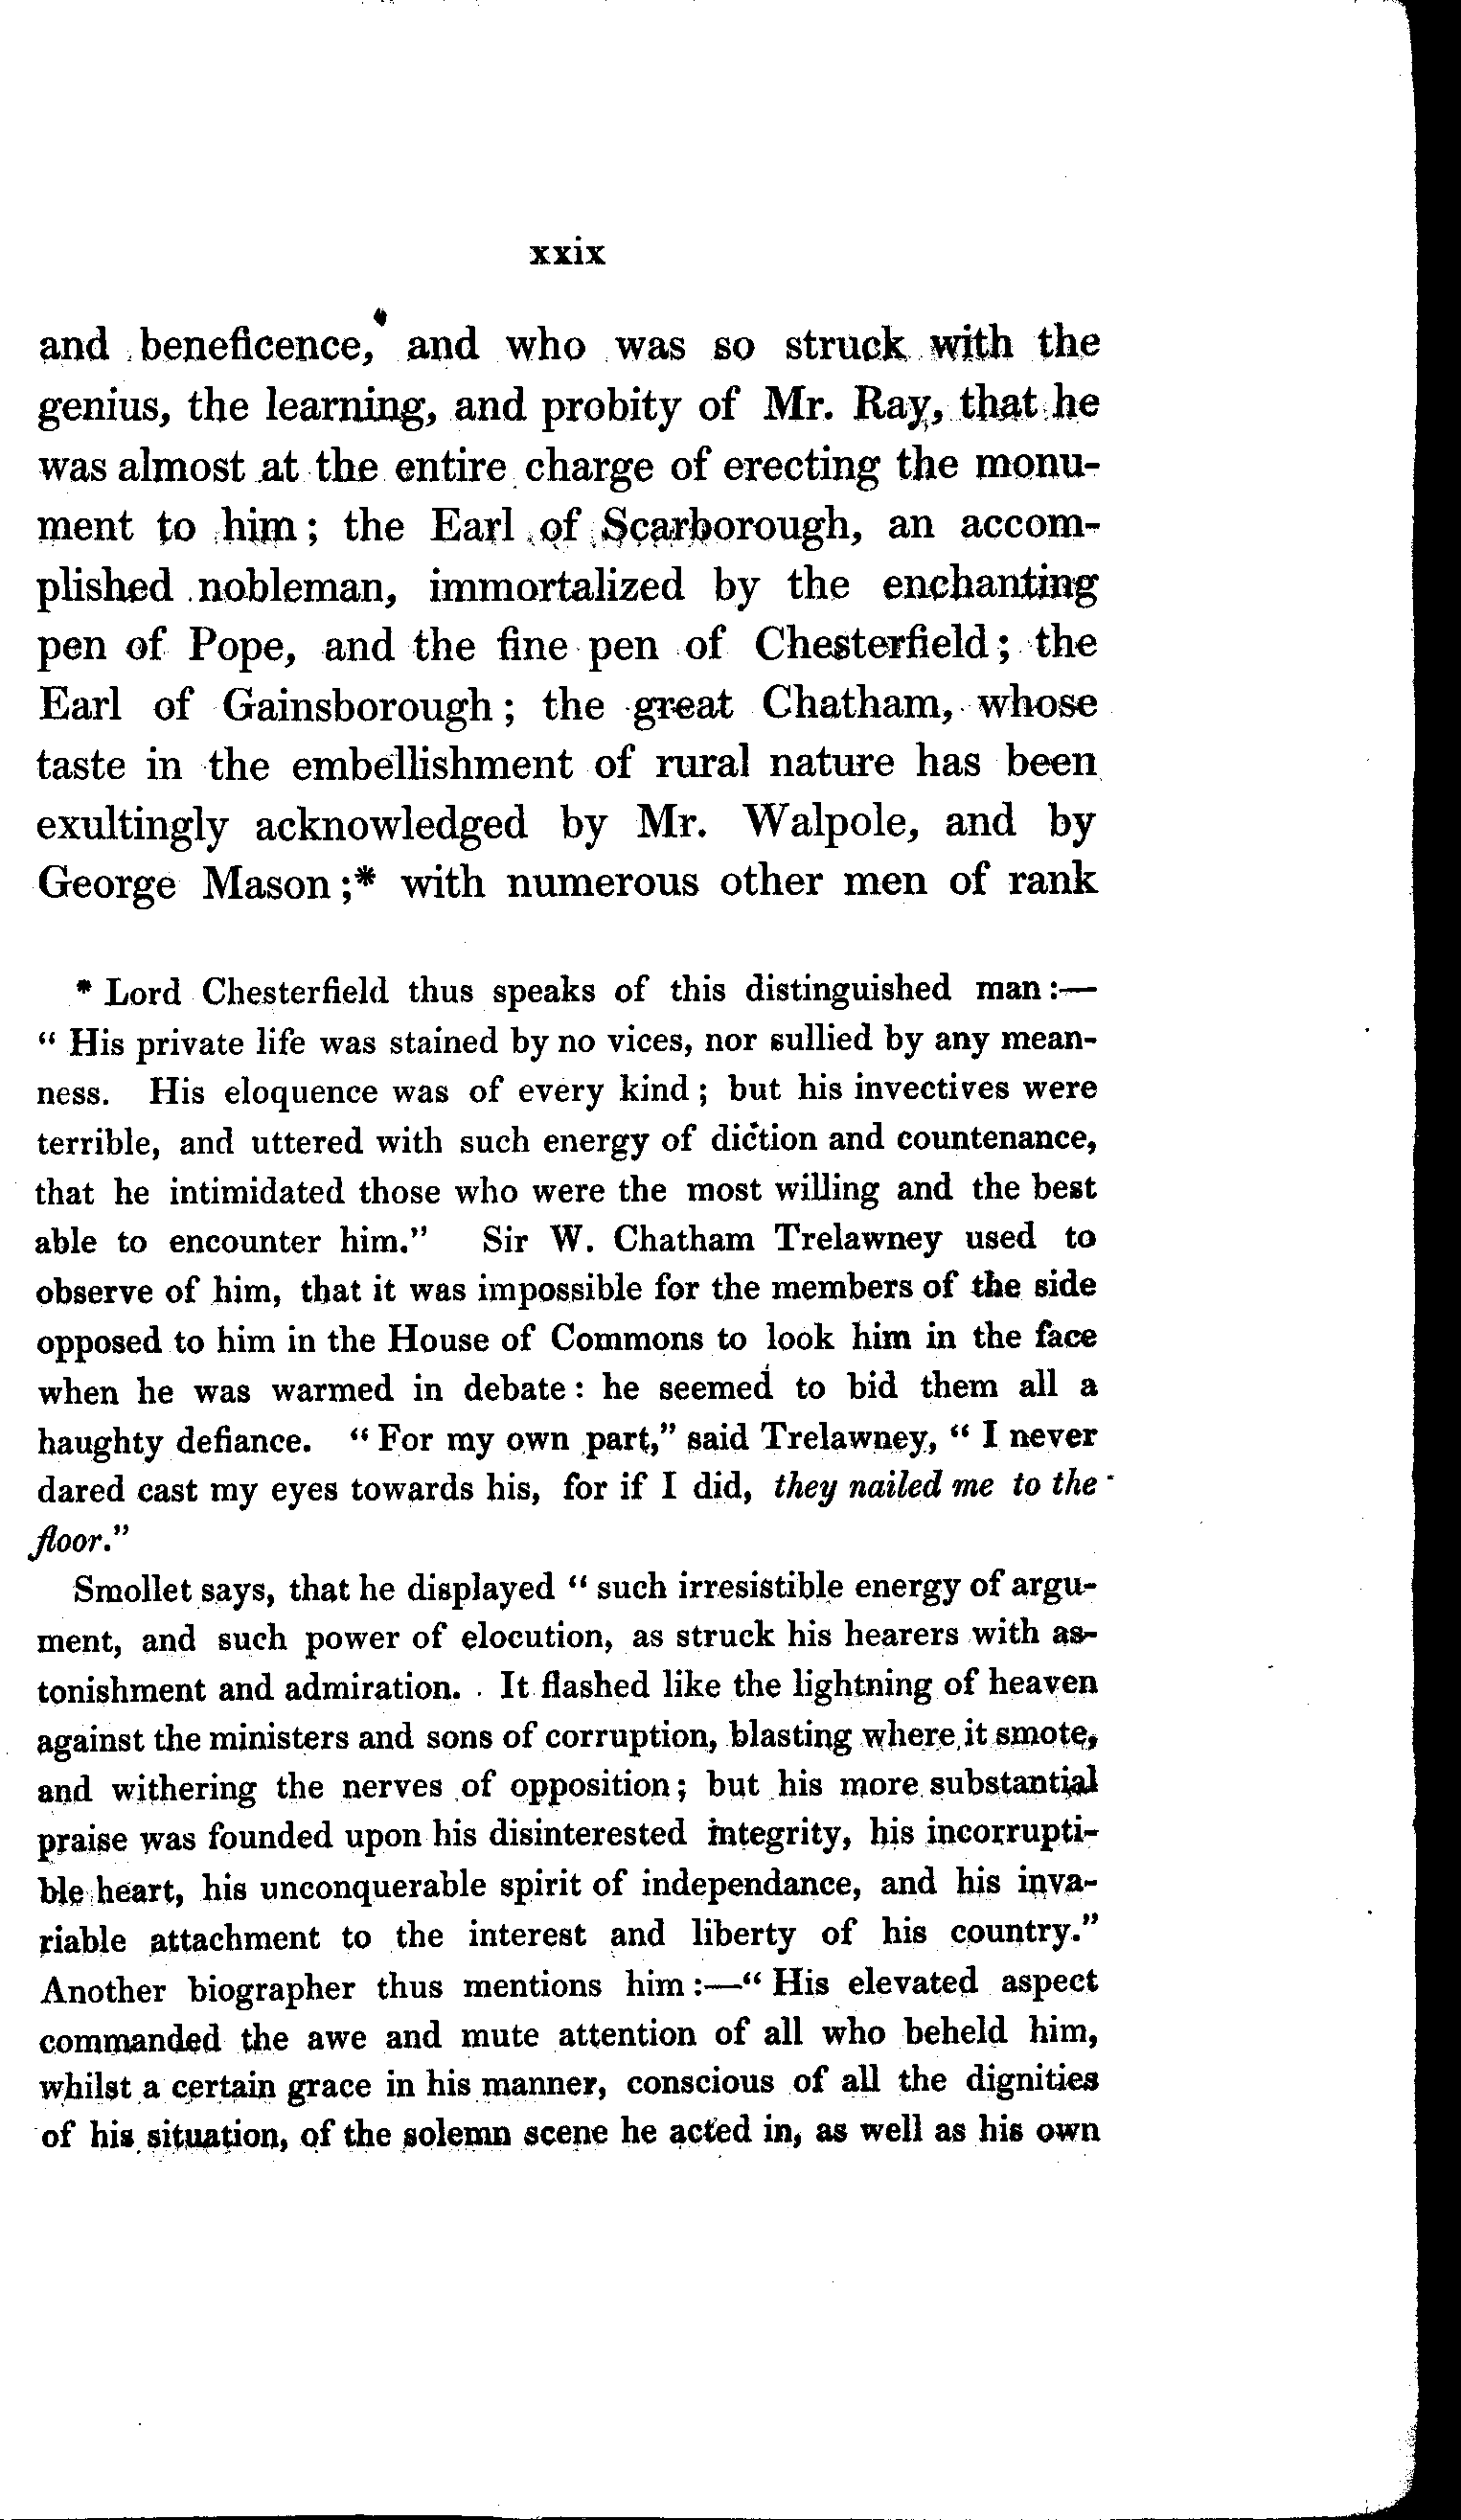 xxix
and beneficence, and who was so struck with the
genius, the learning, and probity of Mr. Ray, that he
was almost at the entire charge of erecting the monu-
ment to him; the Earl of Scarborough, an accom-
plished nobleman, immortalized by the enchanting
pen of Pope, and the fine pen of Chesterfield; the
Earl of Gainsborough; the great Chatham, whose
taste in the embellishment of rural nature has been
exultingly acknowledged by Mr. Walpole, and by
George Mason;* with numerous other men of rank
* Lord Chesterfield thus speaks of this distinguished man:—
" His private life was stained by no vices, nor sullied by any mean-
ness. His eloquence was of every kind; but his invectives were
terrible, and uttered with such energy of diction and countenance,
that he intimidated those who were the most willing and the best
able to encounter him." Sir W. Chatham Trelawney used to
observe of him, that it was impossible for the members of the side
opposed to him in the House of Commons to look him in the face
when he was warmed in debate: he seemed to bid them all a
haughty defiance. " For my own part," said Trelawney, " I never
dared cast my eyes towards his, for if I did, they nailed me to the
floor."
Smollet says, that he displayed " such irresistible energy of argu-
ment, and such power of elocution, as struck his hearers with as-
tonishment and admiration. It flashed like the lightning of heaven
against the ministers and sons of corruption, blasting where it smote,
and withering the nerves of opposition; but his more substantial
praise was founded upon his disinterested integrity, his incorrupti-
ble heart, his unconquerable spirit of independance, and his inva-
riable attachment to the interest and liberty of his country."
Another biographer thus mentions him:—" His elevated aspect
commanded the awe and mute attention of all who beheld him,
whilst a certain grace in his manner, conscious of all the dignities
of his situation, of the solemn scene he acted in, as well as his own